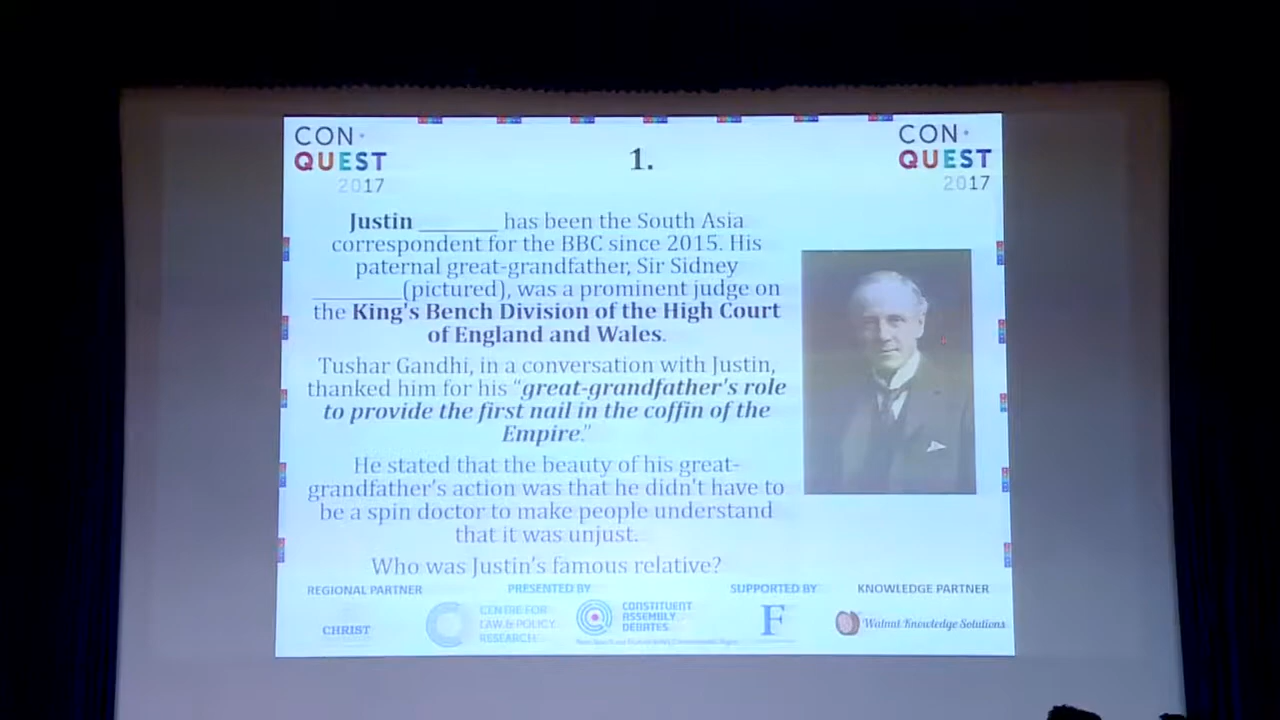 CON·
QUEST
2017
1.
CON·
QUEST
2017
Justin _______ has been the South Asia
correspondent for the BBC since 2015. His
paternal great-grandfather, Sir Sidney
________(pictured), was a prominent judge on
the King's Bench Division of the High Court
of England and Wales.
Tushar Gandhi, in a conversation with Justin,
thanked him for his "great-grandfather's role
to provide the first nail in the coffin of the
Empire."
He stated that the beauty of his great-
grandfather's action was that he didn't have to
be a spin doctor to make people understand
that it was unjust.
Who was Justin's famous relative?
REGIONAL PARTNER
PRESENTED BY
SUPPORTED BY
KNOWLEDGE PARTNER
CHRIST
CENTRE FOR
LAW & POLICY
RESEARCH
CONSTITUENT
ASSEMBLY
DEBATES
F
Walnut Knowledge Solutions